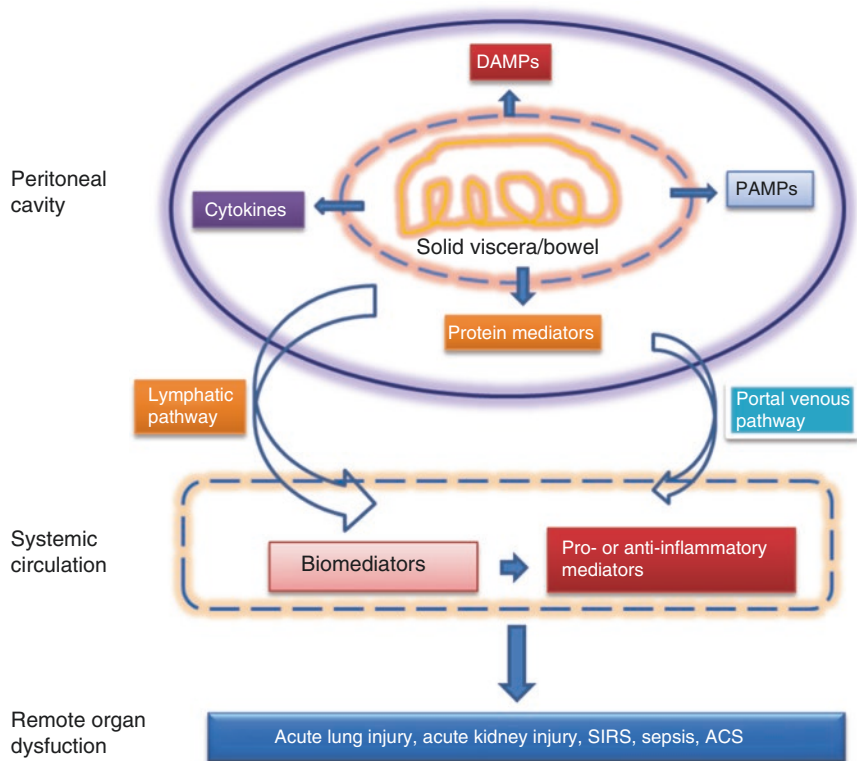 DAMPs
Peritoneal
cavity
Cytokines
PAMPs
Solid viscera/bowel
Protein mediators
Lymphatic
pathway
Portal venous
pathway
Systemic
circulation
Biomediators
Pro- or anti-inflammatory
mediators
Remote organ
dysfuction
Acute lung injury, acute kidney injury, SIRS, sepsis, ACS